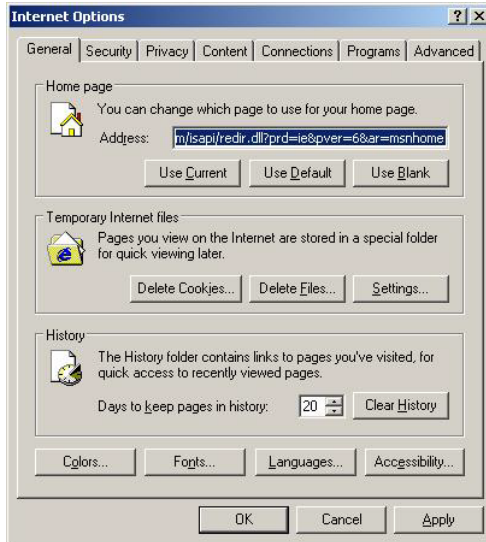 Internet Options
General Security Privacy Content Connections Programs Advanced
Home page
You can change which page to use for your home page.
Address: m/isapi/redir.dll?prd=ie&pver=6&ar=msnhome
Use Current Use Default Use Blank
Temporary Internet files
Pages you view on the Internet are stored in a special folder
for quick viewing later.
Delete Cookies... Delete Files... Settings...
History
The History folder contains links to pages you've visited, for
quick access to recently viewed pages.
Days to keep pages in history: 20 Clear History
Colors... Fonts... Languages... Accessibility...
OK Cancel Apply